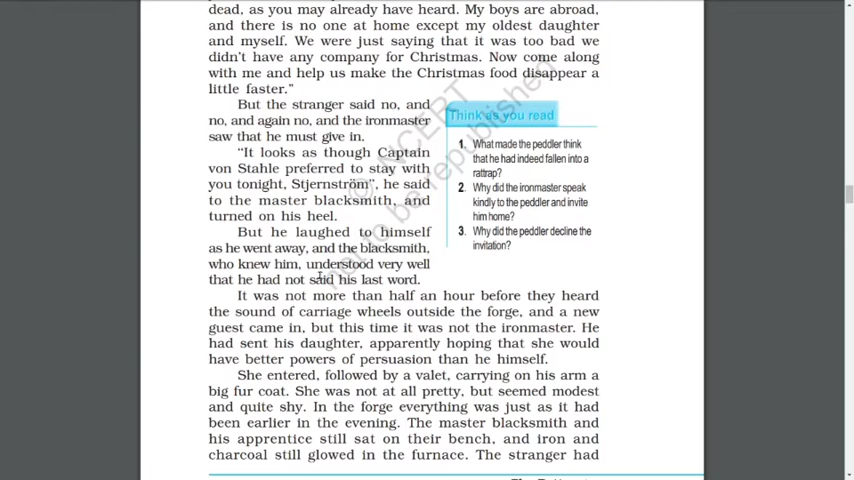 dead, as you may already have heard. My boys are abroad,
and there is no one at home except my oldest daughter
and myself. We were just saying that it was too bad we
didn't have any company for Christmas. Now come along
with me and help us make the Christmas food disappear a
little faster."
But the stranger said no, and
no, and again no, and the ironmaster
saw that he must give in.
"It looks as though Captain
von Stahle preferred to stay with
you tonight, Stjernström", he said
to the master blacksmith, and
turned on his heel.
But he laughed to himself
as he went away, and the blacksmith,
who knew him, understood very well
that he had not said his last word.
Think as you read
1. What made the peddler think
that he had indeed fallen into a
rattrap?
2. Why did the ironmaster speak
kindly to the peddler and invite
him home?
3. Why did the peddler decline the
invitation?
It was not more than half an hour before they heard
the sound of carriage wheels outside the forge, and a new
guest came in, but this time it was not the ironmaster. He
had sent his daughter, apparently hoping that she would
have better powers of persuasion than he himself.
She entered, followed by a valet, carrying on his arm a
big fur coat. She was not at all pretty, but seemed modest
and quite shy. In the forge everything was just as it had
been earlier in the evening. The master blacksmith and
his apprentice still sat on their bench, and iron and
charcoal still glowed in the furnace. The stranger had
© NCERT
not to be republished